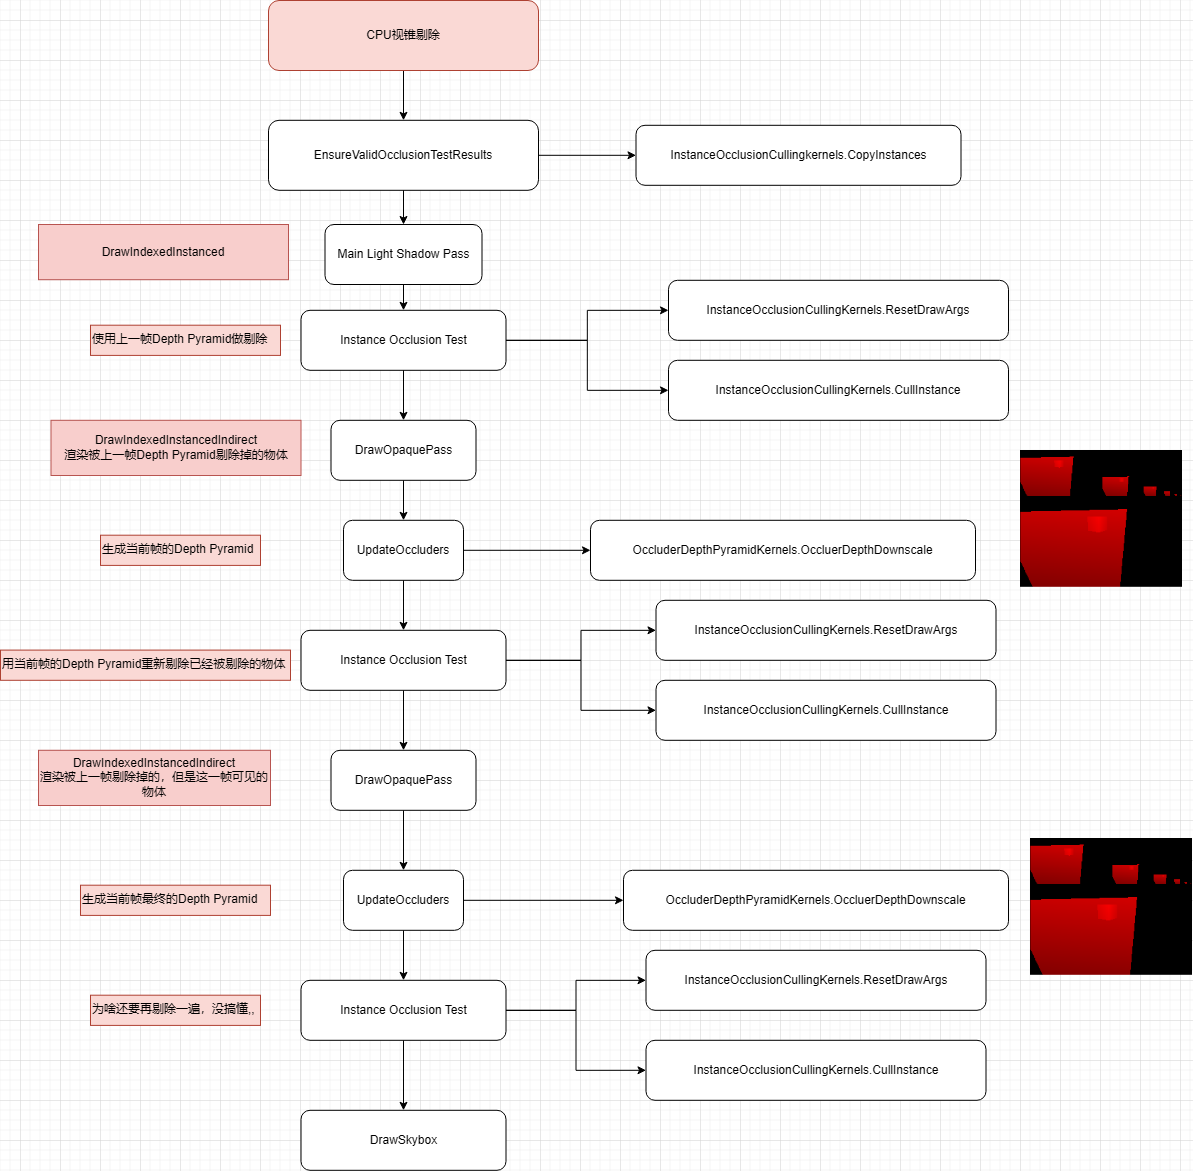 CPU视锥剔除
EnsureValidOcclusionTestResults
InstanceOcclusionCullingkernels.CopyInstances
DrawIndexedInstanced
Main Light Shadow Pass
使用上一帧Depth Pyramid做剔除
Instance Occlusion Test
InstanceOcclusionCullingKernels.ResetDrawArgs
InstanceOcclusionCullingKernels.CullInstance
DrawIndexedInstancedIndirect
渲染被上一帧Depth Pyramid剔除掉的物体
DrawOpaquePass
生成当前帧的Depth Pyramid
UpdateOccluders
OccluderDepthPyramidKernels.OccluerDepthDownscale
用当前帧的Depth Pyramid重新剔除已经被剔除的物体
Instance Occlusion Test
InstanceOcclusionCullingKernels.ResetDrawArgs
InstanceOcclusionCullingKernels.CullInstance
DrawIndexedInstancedIndirect
渲染被上一帧剔除掉的，但是这一帧可见的
物体
DrawOpaquePass
生成当前帧最终的Depth Pyramid
UpdateOccluders
OccluderDepthPyramidKernels.OccluerDepthDownscale
为啥还要再剔除一遍，没搞懂,,
Instance Occlusion Test
InstanceOcclusionCullingKernels.ResetDrawArgs
InstanceOcclusionCullingKernels.CullInstance
DrawSkybox